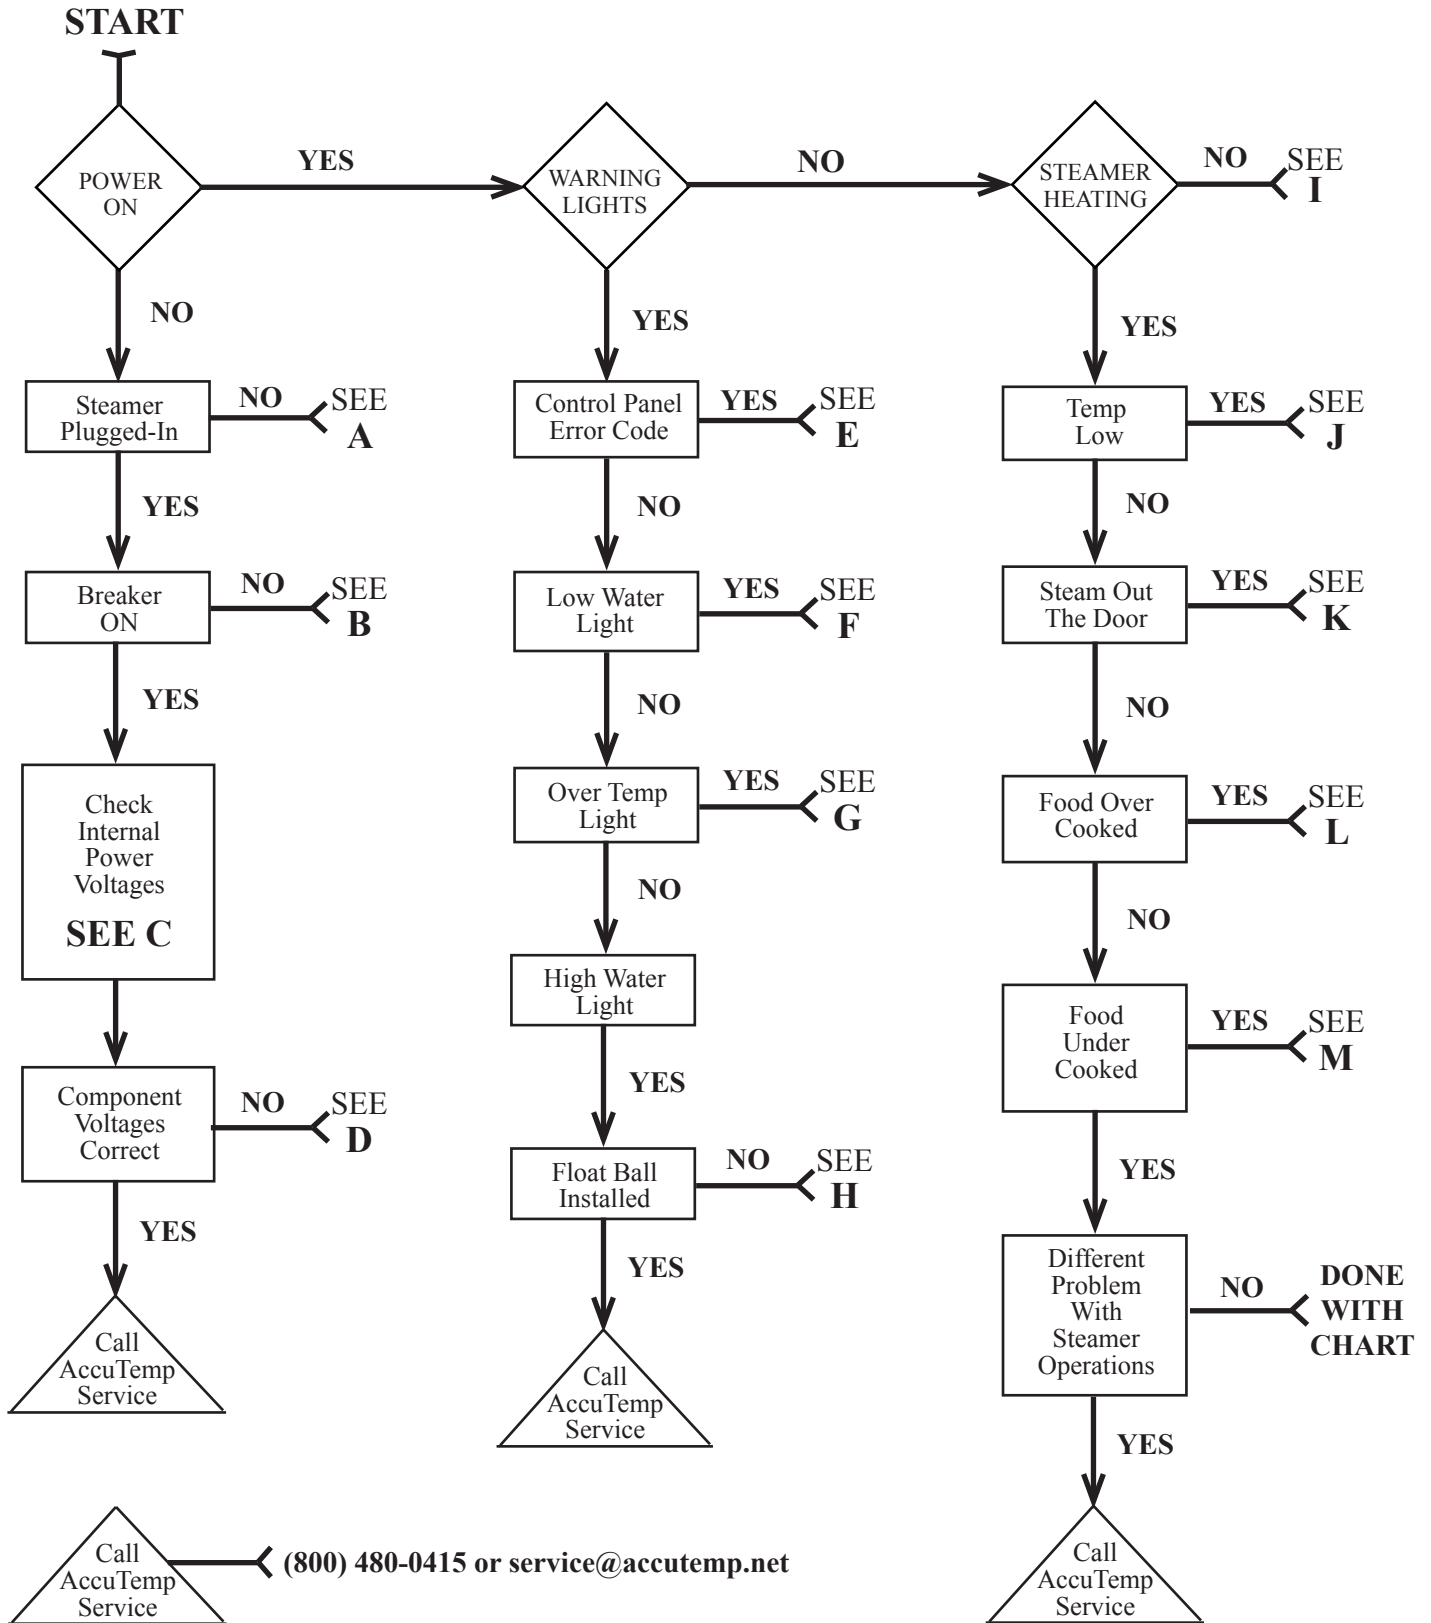 START
POWER
ON
YES
WARNING
LIGHTS
NO
STEAMER
HEATING
NO
SEE
I
NO
Steamer
Plugged-In
NO
SEE
A
YES
Breaker
ON
NO
SEE
B
YES
Check
Internal
Power
Voltages
SEE C
Component
Voltages
Correct
NO
SEE
D
YES
Call
AccuTemp
Service
YES
Control Panel
Error Code
YES
SEE
E
NO
Low Water
Light
YES
SEE
F
NO
Over Temp
Light
YES
SEE
G
NO
High Water
Light
YES
Float Ball
Installed
NO
SEE
H
YES
Call
AccuTemp
Service
YES
Temp
Low
YES
SEE
J
NO
Steam Out
The Door
YES
SEE
K
NO
Food Over
Cooked
YES
SEE
L
NO
Food
Under
Cooked
YES
SEE
M
YES
Different
Problem
With
Steamer
Operations
NO
DONE
WITH
CHART
YES
Call
AccuTemp
Service
Call
AccuTemp
Service
(800) 480-0415 or service@accutemp.net